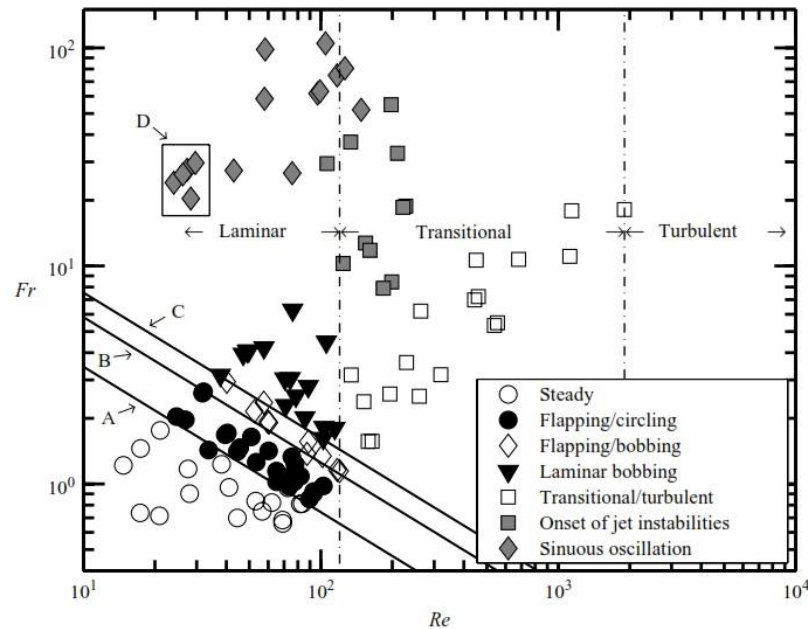 10²
D
Laminar
Transitional
Turbulent
10¹
Fr
C
B
A
10⁰
Steady
Flapping/circling
Flapping/bobbing
Laminar bobbing
Transitional/turbulent
Onset of jet instabilities
Sinuous oscillation
10¹ 10² 10³ 10⁴
Re